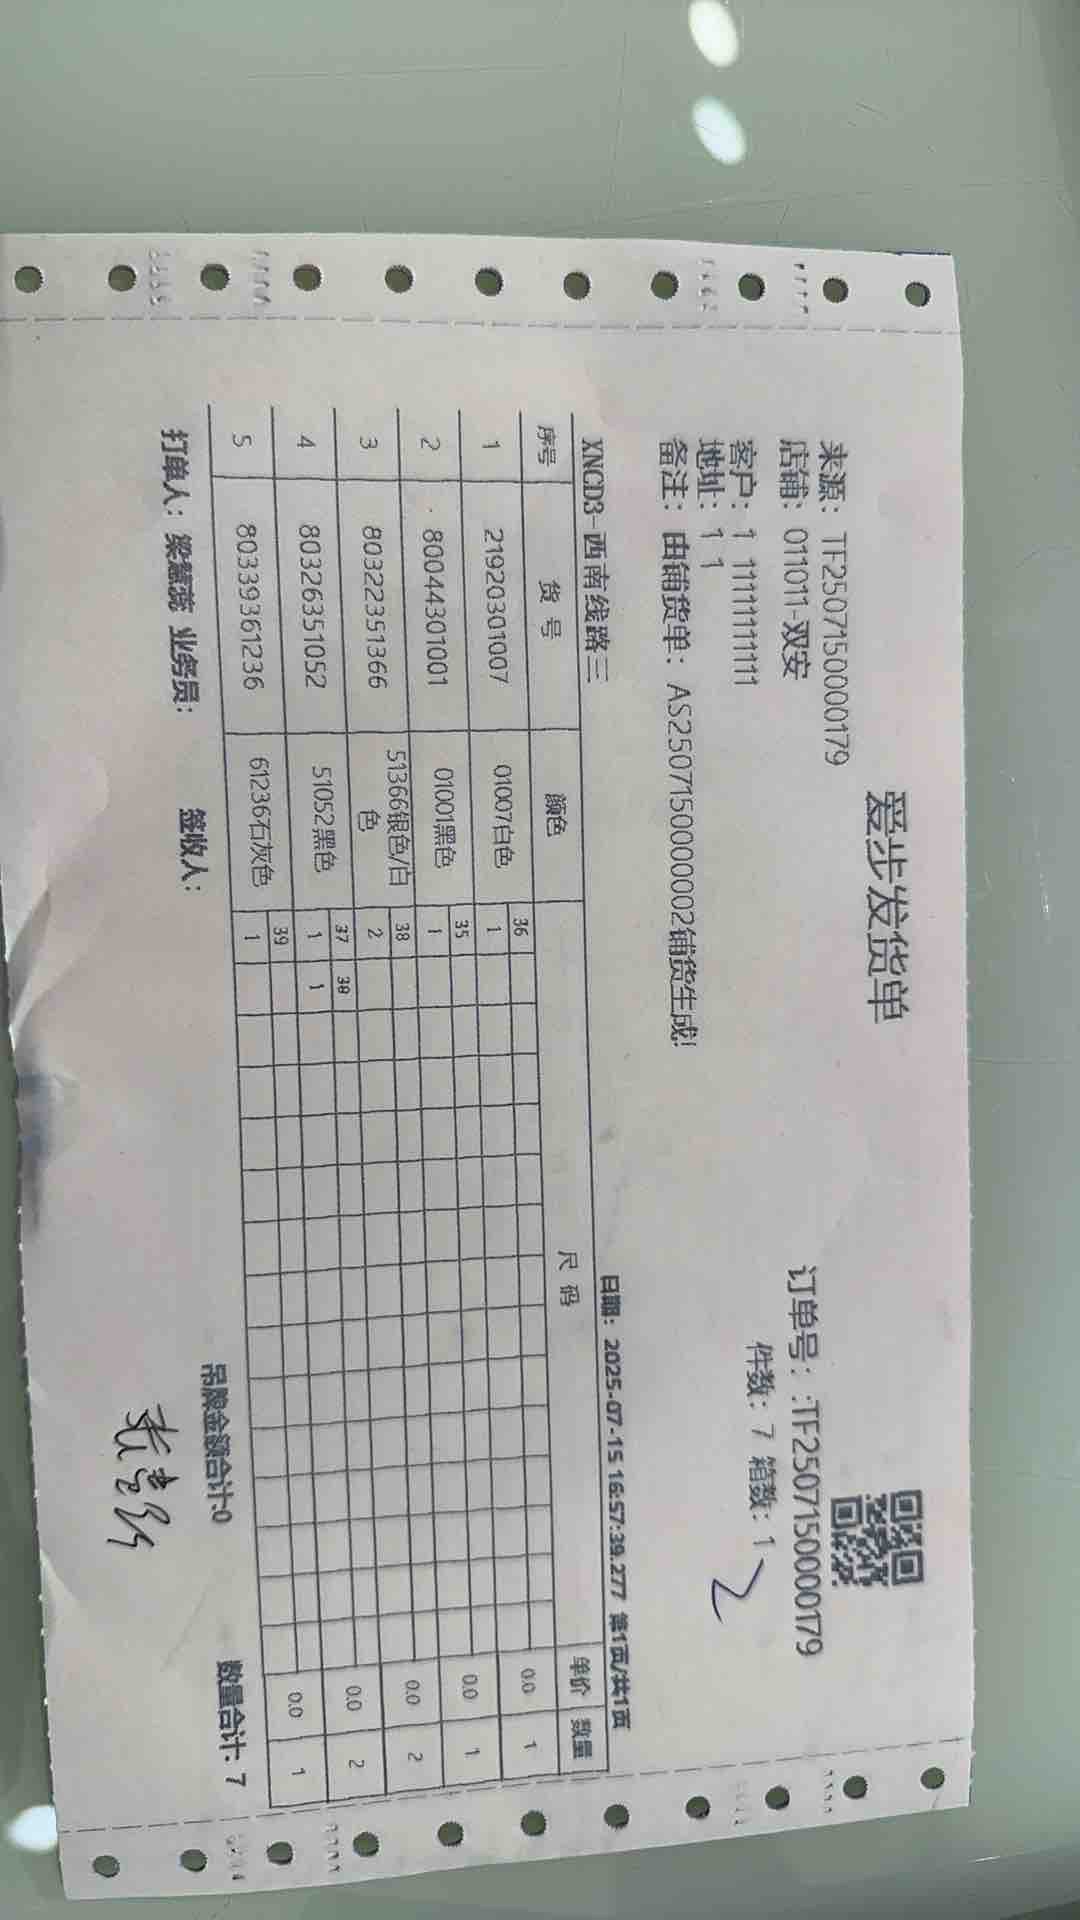 爱步发货单
来源：TF250715000000179
店铺：011011-双安
订单号：:TF250715000000179
客户：1 11111111111
件数：7 箱数：1
地址：1 1
备注：由铺货单：AS250715000002铺货生成!
XNCD3-西南线路三 日期：2025-07-15 16:57:39.277 第1页/共1页
序号 货号 颜色 尺码 单价 数量
36
1 21920301007 01007白色 1 0.0 1
35
2 80044301001 01001黑色 1 0.0 1
38
3 80322351366 51366银色/白色 2 0.0 2
37 38
4 80326351052 51052黑色 1 1 0.0 2
39
5 80339361236 61236石灰色 1 0.0 1
打单人：梁慧蕊 业务员： 签收人： 吊牌金额合计:0 数量合计: 7